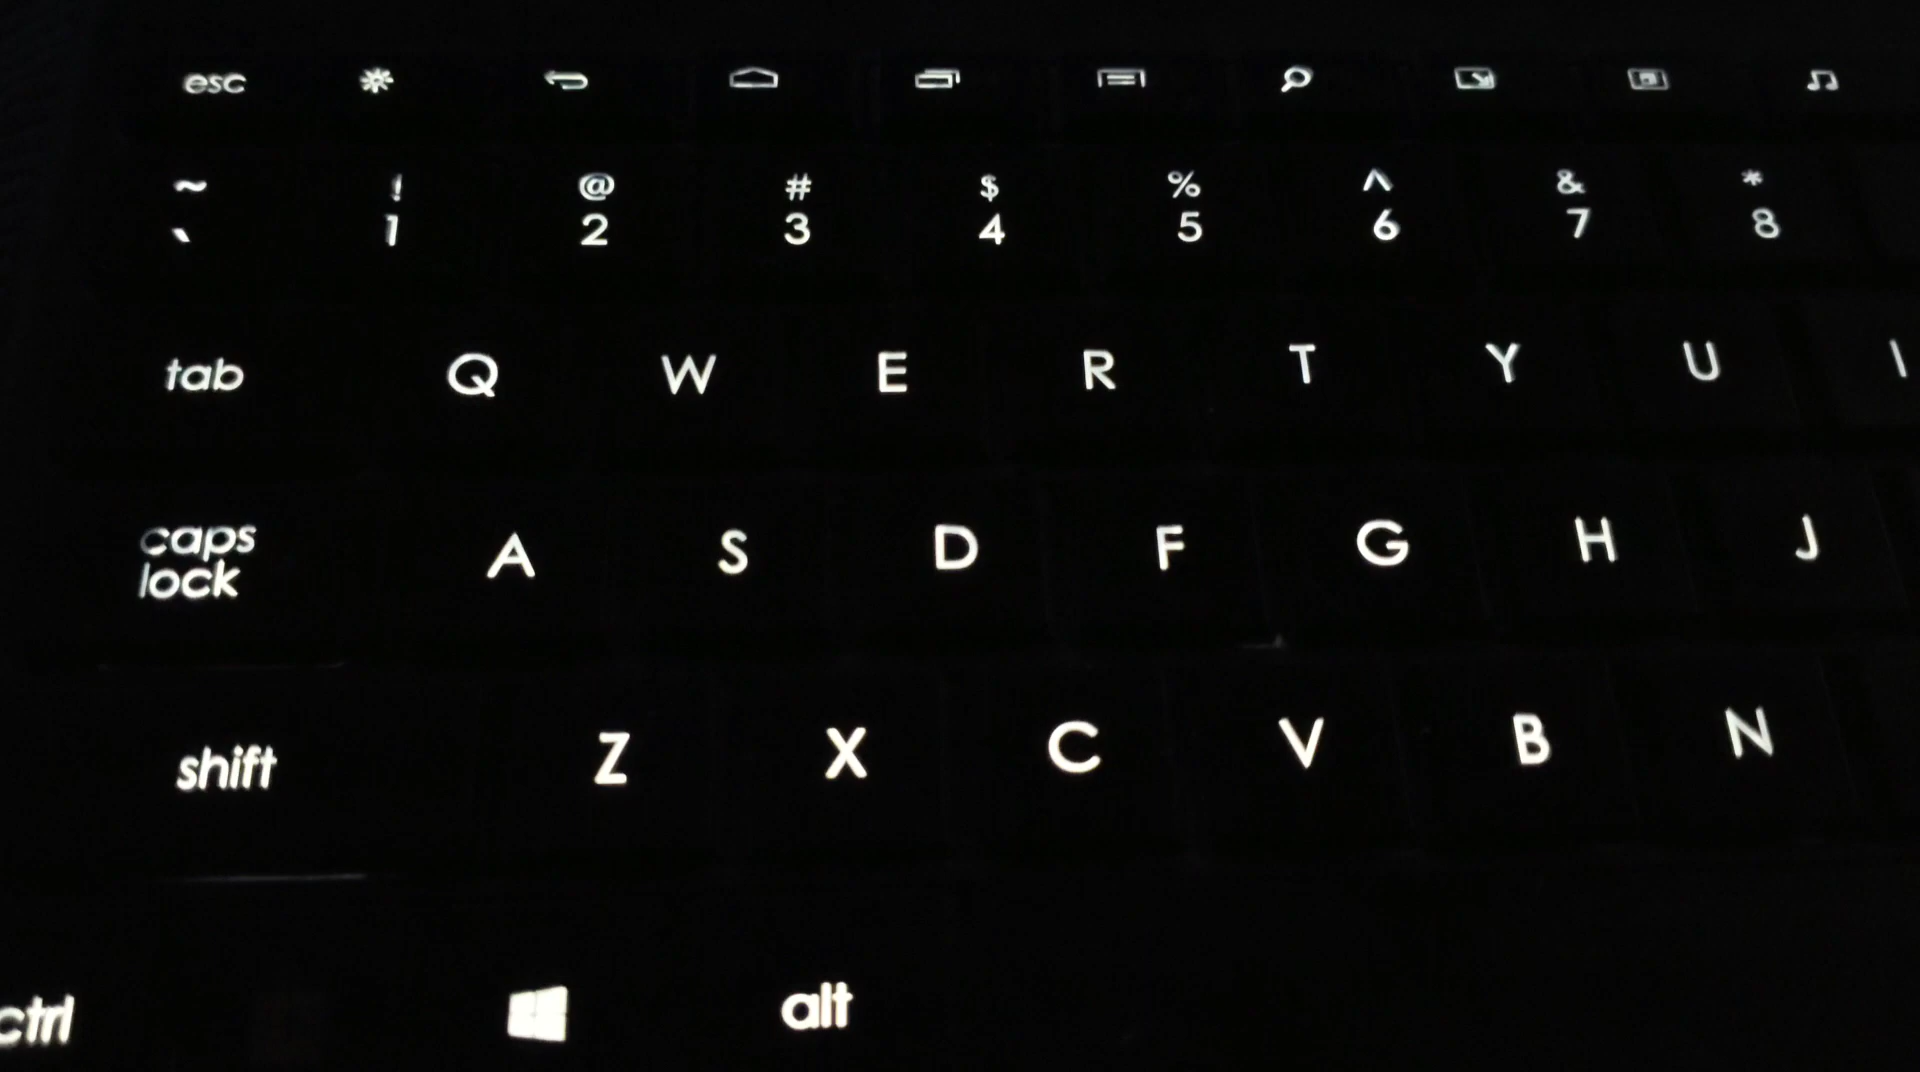 esc
~ ! @ # $ % ^ & *
` 1 2 3 4 5 6 7 8
tab Q W E R T Y U I
caps
lock
A S D F G H J
shift Z X C V B N
ctrl alt